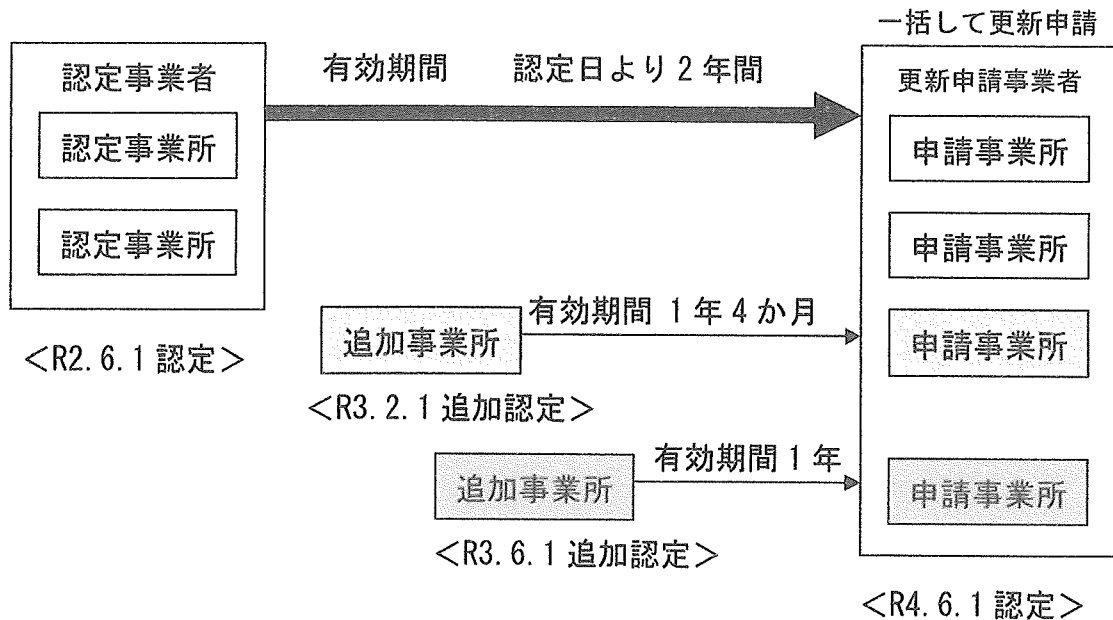 一括して更新申請
認定事業者
有効期間 認定日より2年間
更新申請事業者
認定事業所
申請事業所
認定事業所
申請事業所
<R2.6.1認定>
追加事業所
有効期間 1年4か月
申請事業所
<R3.2.1追加認定>
追加事業所
有効期間1年
申請事業所
<R3.6.1追加認定>
<R4.6.1認定>